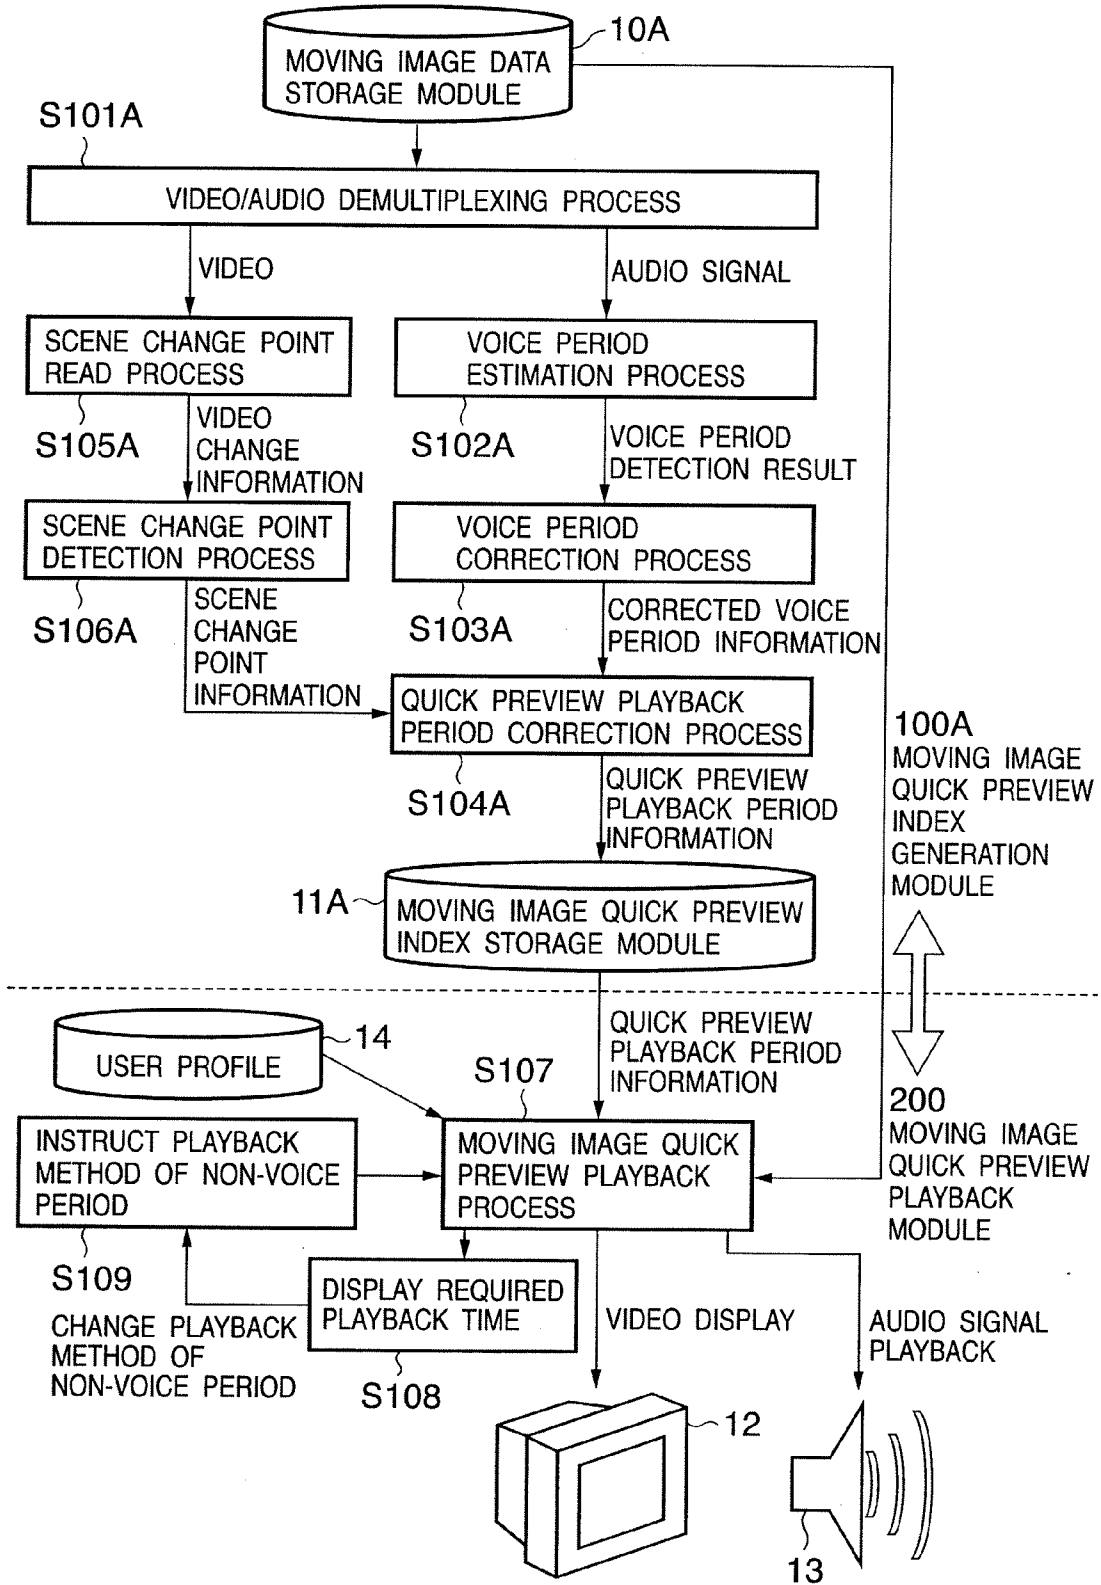 10A
MOVING IMAGE DATA
STORAGE MODULE
S101A
VIDEO/AUDIO DEMULTIPLEXING PROCESS
VIDEO
AUDIO SIGNAL
SCENE CHANGE POINT
READ PROCESS
S105A
VOICE PERIOD
ESTIMATION PROCESS
S102A
VIDEO
CHANGE
INFORMATION
VOICE PERIOD
DETECTION RESULT
SCENE CHANGE POINT
DETECTION PROCESS
S106A
VOICE PERIOD
CORRECTION PROCESS
S103A
SCENE
CHANGE
POINT
INFORMATION
CORRECTED VOICE
PERIOD INFORMATION
QUICK PREVIEW PLAYBACK
PERIOD CORRECTION PROCESS
S104A
QUICK PREVIEW
PLAYBACK PERIOD
INFORMATION
100A
MOVING IMAGE
QUICK PREVIEW
INDEX
GENERATION
MODULE
11A
MOVING IMAGE QUICK PREVIEW
INDEX STORAGE MODULE
14
USER PROFILE
QUICK PREVIEW
PLAYBACK PERIOD
INFORMATION
S107
200
MOVING IMAGE
QUICK PREVIEW
PLAYBACK
MODULE
INSTRUCT PLAYBACK
METHOD OF NON-VOICE
PERIOD
S109
MOVING IMAGE QUICK
PREVIEW PLAYBACK
PROCESS
DISPLAY REQUIRED
PLAYBACK TIME
S108
CHANGE PLAYBACK
METHOD OF
NON-VOICE PERIOD
VIDEO DISPLAY
AUDIO SIGNAL
PLAYBACK
12
13